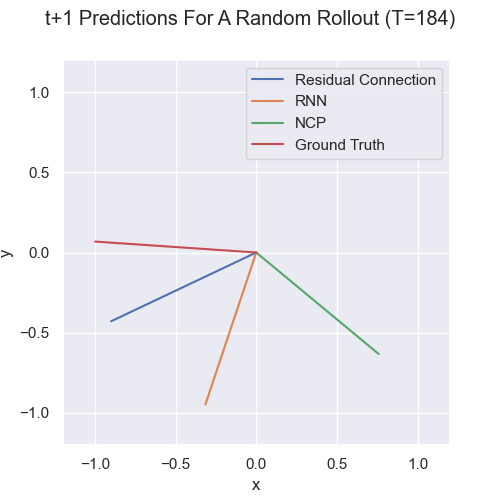 t+1 Predictions For A Random Rollout (T=184)
Residual Connection
RNN
NCP
Ground Truth
1.0
0.5
0.0
−0.5
−1.0
y
−1.0 −0.5 0.0 0.5 1.0
x